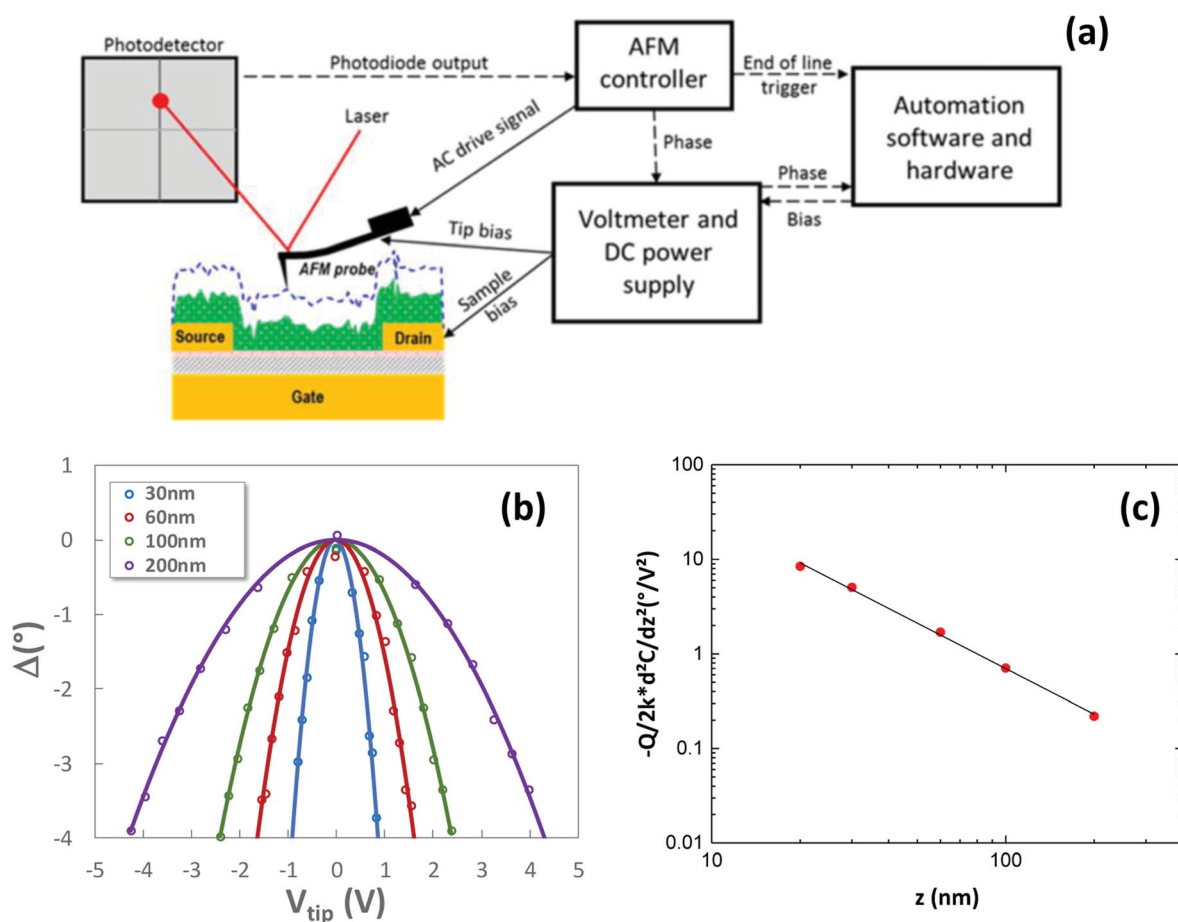 (a)
Photodetector
Photodiode output
AFM
controller
End of line
trigger
Automation
software and
hardware
Laser
AC drive signal
Phase
Phase
Bias
Voltmeter and
DC power
supply
Tip bias
Sample
bias
AFM probe
Source
Drain
Gate
(b)
30nm
60nm
100nm
200nm
1
0
-1
-2
-3
-4
Δ(°)
-5 -4 -3 -2 -1 0 1 2 3 4 5
Vtip (V)
(c)
100
10
1
0.1
0.01
-Q/2k*d²C/dz²(°/V²)
10 100
z (nm)